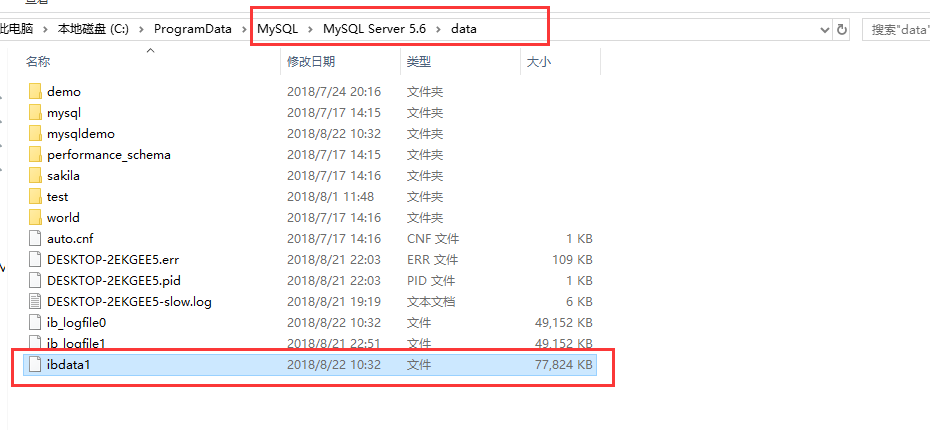 查看
此电脑 › 本地磁盘 (C:) › ProgramData › MySQL › MySQL Server 5.6 › data
搜索"data"
名称 修改日期 类型 大小
demo 2018/7/24 20:16 文件夹
mysql 2018/7/17 14:15 文件夹
mysqldemo 2018/8/22 10:32 文件夹
performance_schema 2018/7/17 14:15 文件夹
sakila 2018/7/17 14:16 文件夹
test 2018/8/1 11:48 文件夹
world 2018/7/17 14:16 文件夹
auto.cnf 2018/7/17 14:16 CNF 文件 1 KB
DESKTOP-2EKGEE5.err 2018/8/21 22:03 ERR 文件 109 KB
DESKTOP-2EKGEE5.pid 2018/8/21 22:03 PID 文件 1 KB
DESKTOP-2EKGEE5-slow.log 2018/8/21 19:19 文本文档 6 KB
ib_logfile0 2018/8/22 10:32 文件 49,152 KB
ib_logfile1 2018/8/21 22:51 文件 49,152 KB
ibdata1 2018/8/22 10:32 文件 77,824 KB